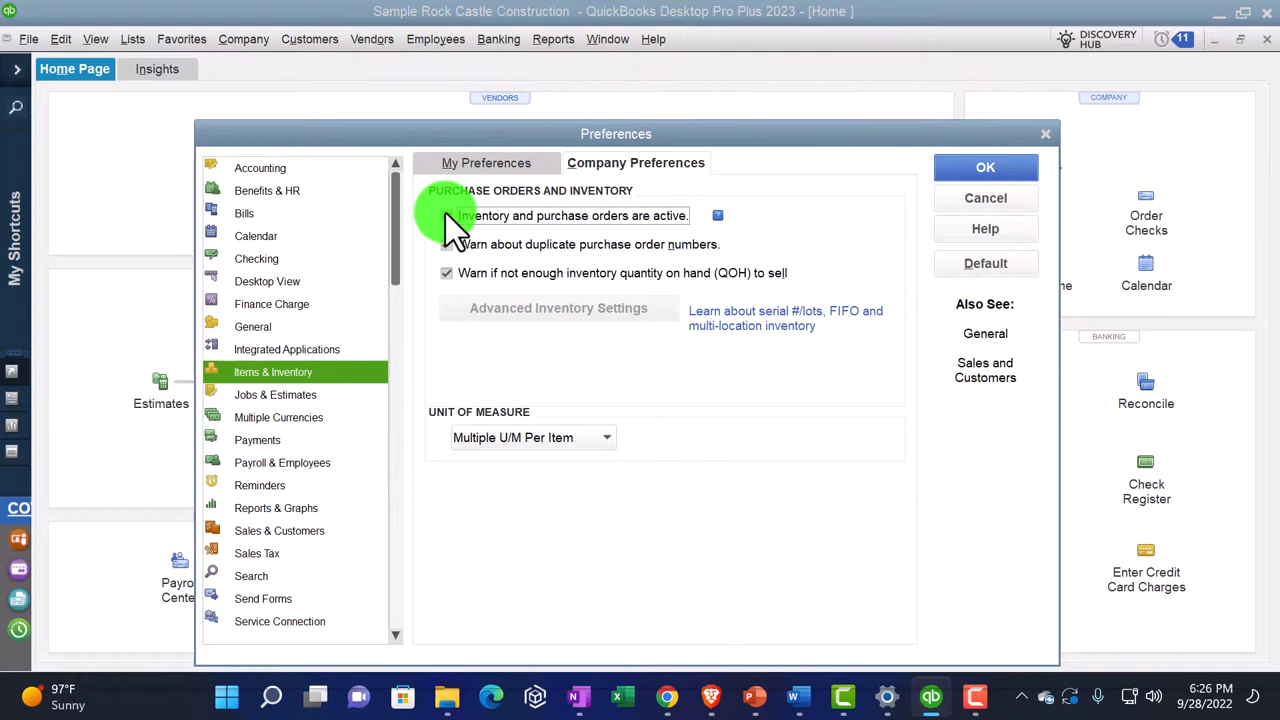 Sample Rock Castle Construction - QuickBooks Desktop Pro Plus 2023 - [Home ]
File Edit View Lists Favorites Company Customers Vendors Employees Banking Reports Window Help
DISCOVERY HUB
11
Home Page
Insights
My Shortcuts
VENDORS
COMPANY
Estimates
Order
Checks
Calendar
BANKING
Reconcile
Check
Register
Enter Credit
Card Charges
Preferences
Accounting
Benefits & HR
Bills
Calendar
Checking
Desktop View
Finance Charge
General
Integrated Applications
Items & Inventory
Jobs & Estimates
Multiple Currencies
Payments
Payroll & Employees
Reminders
Reports & Graphs
Sales & Customers
Sales Tax
Search
Send Forms
Service Connection
My Preferences
Company Preferences
PURCHASE ORDERS AND INVENTORY
Inventory and purchase orders are active.
?
Warn about duplicate purchase order numbers.
Warn if not enough inventory quantity on hand (QOH) to sell
Advanced Inventory Settings
Learn about serial #/lots, FIFO and
multi-location inventory
UNIT OF MEASURE
Multiple U/M Per Item
OK
Cancel
Help
Default
Also See:
General
Sales and
Customers
97°F
Sunny
6:26 PM
9/28/2022